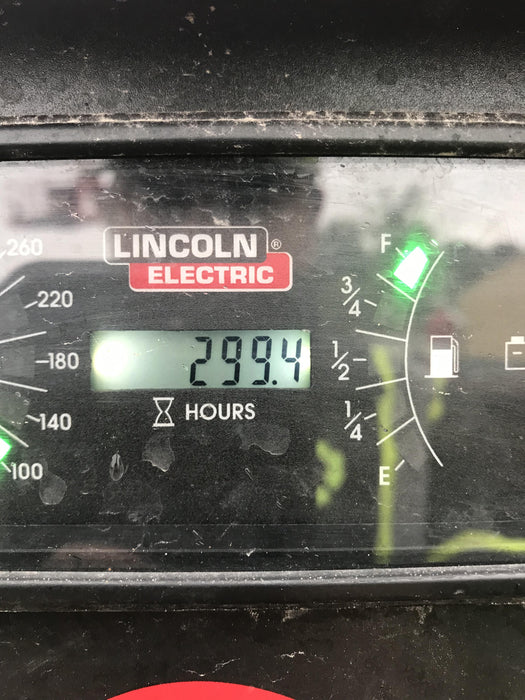 LINCOLN ®
ELECTRIC
299.4
HOURS
260
220
180
140
100
F
3/4
1/2
1/4
E